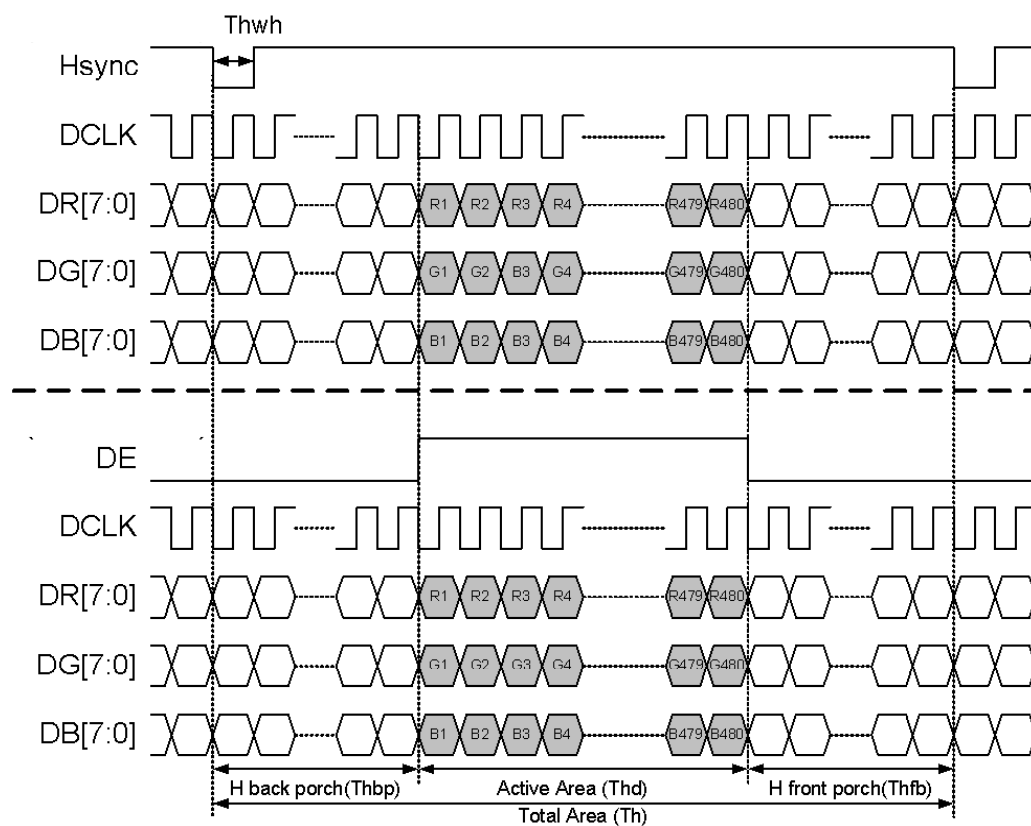 Thwh
Hsync
DCLK
DR[7:0] R1 R2 R3 R4 R479 R480
DG[7:0] G1 G2 B3 G4 G479 G480
DB[7:0] B1 B2 B3 B4 B479 B480
DE
DCLK
DR[7:0] R1 R2 R3 R4 R479 R480
DG[7:0] G1 G2 G3 G4 G479 G480
DB[7:0] B1 B2 B3 B4 B479 B480
H back porch(Thbp) Active Area (Thd) H front porch(Thfb)
Total Area (Th)